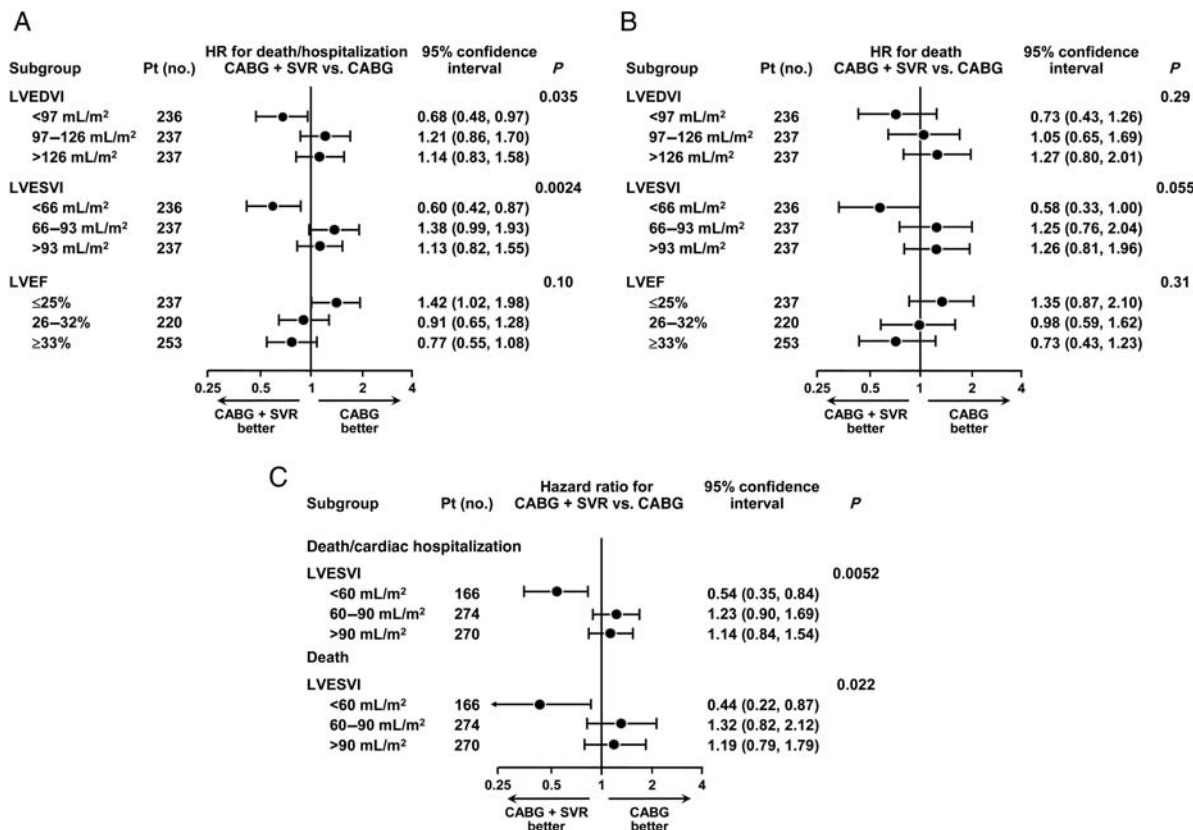 A
HR for death/hospitalization 95% confidence
Subgroup Pt (no.) CABG + SVR vs. CABG interval P
LVEDVI 0.035
<97 mL/m² 236 0.68 (0.48, 0.97)
97–126 mL/m² 237 1.21 (0.86, 1.70)
>126 mL/m² 237 1.14 (0.83, 1.58)
LVESVI 0.0024
<66 mL/m² 236 0.60 (0.42, 0.87)
66–93 mL/m² 237 1.38 (0.99, 1.93)
>93 mL/m² 237 1.13 (0.82, 1.55)
LVEF 0.10
≤25% 237 1.42 (1.02, 1.98)
26–32% 220 0.91 (0.65, 1.28)
≥33% 253 0.77 (0.55, 1.08)
0.25 0.5 1 2 4
CABG + SVR CABG
better better
B
HR for death 95% confidence
Subgroup Pt (no.) CABG + SVR vs. CABG interval P
LVEDVI 0.29
<97 mL/m² 236 0.73 (0.43, 1.26)
97–126 mL/m² 237 1.05 (0.65, 1.69)
>126 mL/m² 237 1.27 (0.80, 2.01)
LVESVI 0.055
<66 mL/m² 236 0.58 (0.33, 1.00)
66–93 mL/m² 237 1.25 (0.76, 2.04)
>93 mL/m² 237 1.26 (0.81, 1.96)
LVEF 0.31
≤25% 237 1.35 (0.87, 2.10)
26–32% 220 0.98 (0.59, 1.62)
≥33% 253 0.73 (0.43, 1.23)
0.25 0.5 1 2 4
CABG + SVR CABG
better better
C
Hazard ratio for 95% confidence
Subgroup Pt (no.) CABG + SVR vs. CABG interval P
Death/cardiac hospitalization
LVESVI 0.0052
<60 mL/m² 166 0.54 (0.35, 0.84)
60–90 mL/m² 274 1.23 (0.90, 1.69)
>90 mL/m² 270 1.14 (0.84, 1.54)
Death
LVESVI 0.022
<60 mL/m² 166 0.44 (0.22, 0.87)
60–90 mL/m² 274 1.32 (0.82, 2.12)
>90 mL/m² 270 1.19 (0.79, 1.79)
0.25 0.5 1 2 4
CABG + SVR CABG
better better